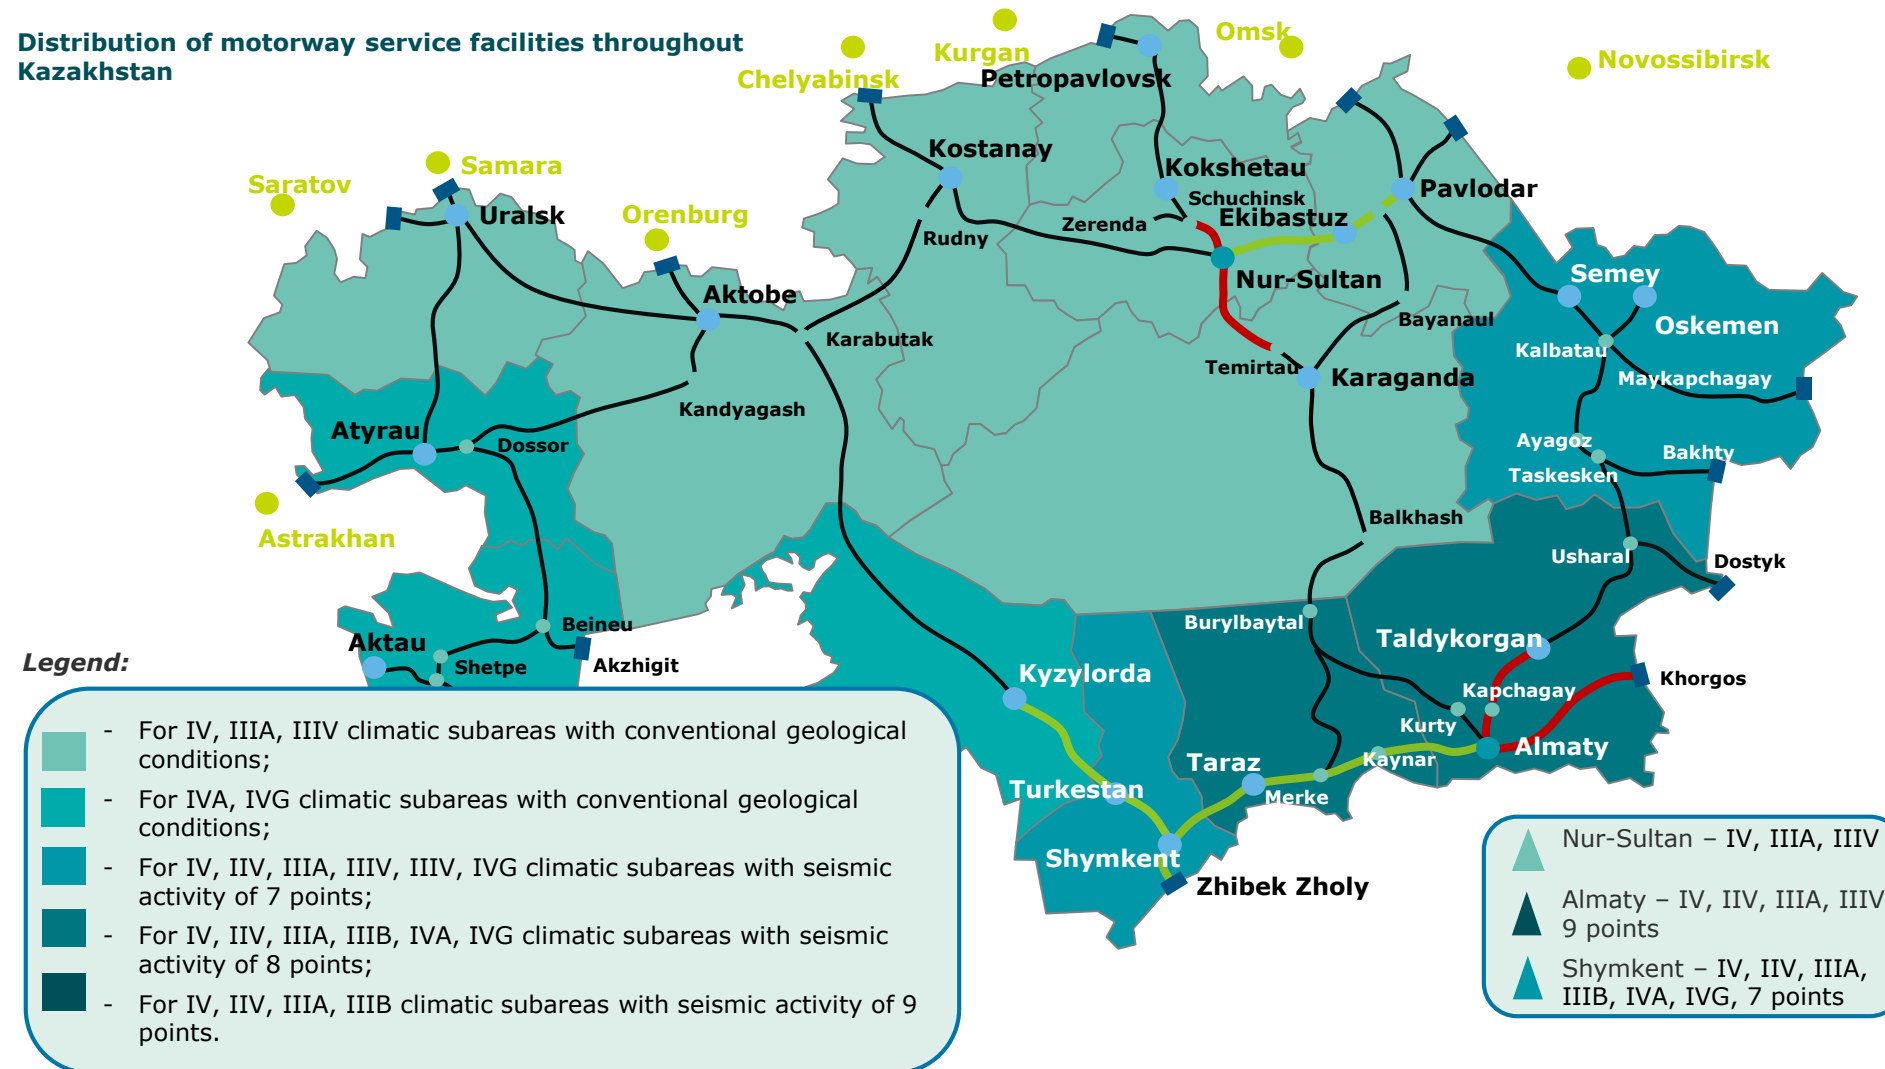 Distribution of motorway service facilities throughout
Kazakhstan
Kurgan
Omsk
Novossibirsk
Chelyabinsk
Petropavlovsk
Samara
Saratov
Orenburg
Uralsk
Kostanay
Kokshetau
Schuchinsk
Pavlodar
Zerenda
Ekibastuz
Rudny
Nur-Sultan
Semey
Aktobe
Oskemen
Bayanaul
Karabutak
Kalbatau
Temirtau
Karaganda
Maykapchagay
Kandyagash
Atyrau
Dossor
Ayagoz
Bakhty
Taskesken
Astrakhan
Balkhash
Usharal
Dostyk
Beineu
Burylbaytal
Aktau
Taldykorgan
Shetpe
Akzhigit
Kyzylorda
Khorgos
Kapchagay
Kurty
Almaty
Taraz
Kaynar
Turkestan
Merke
Shymkent
Zhibek Zholy
Legend:
- For IV, IIIA, IIIV climatic subareas with conventional geological
conditions;
- For IVA, IVG climatic subareas with conventional geological
conditions;
- For IV, IIV, IIIA, IIIV, IIIV, IVG climatic subareas with seismic
activity of 7 points;
- For IV, IIV, IIIA, IIIB, IVA, IVG climatic subareas with seismic
activity of 8 points;
- For IV, IIV, IIIA, IIIB climatic subareas with seismic activity of 9
points.
Nur-Sultan – IV, IIIA, IIIV
Almaty – IV, IIV, IIIA, IIIV
9 points
Shymkent – IV, IIV, IIIA,
IIIB, IVA, IVG, 7 points